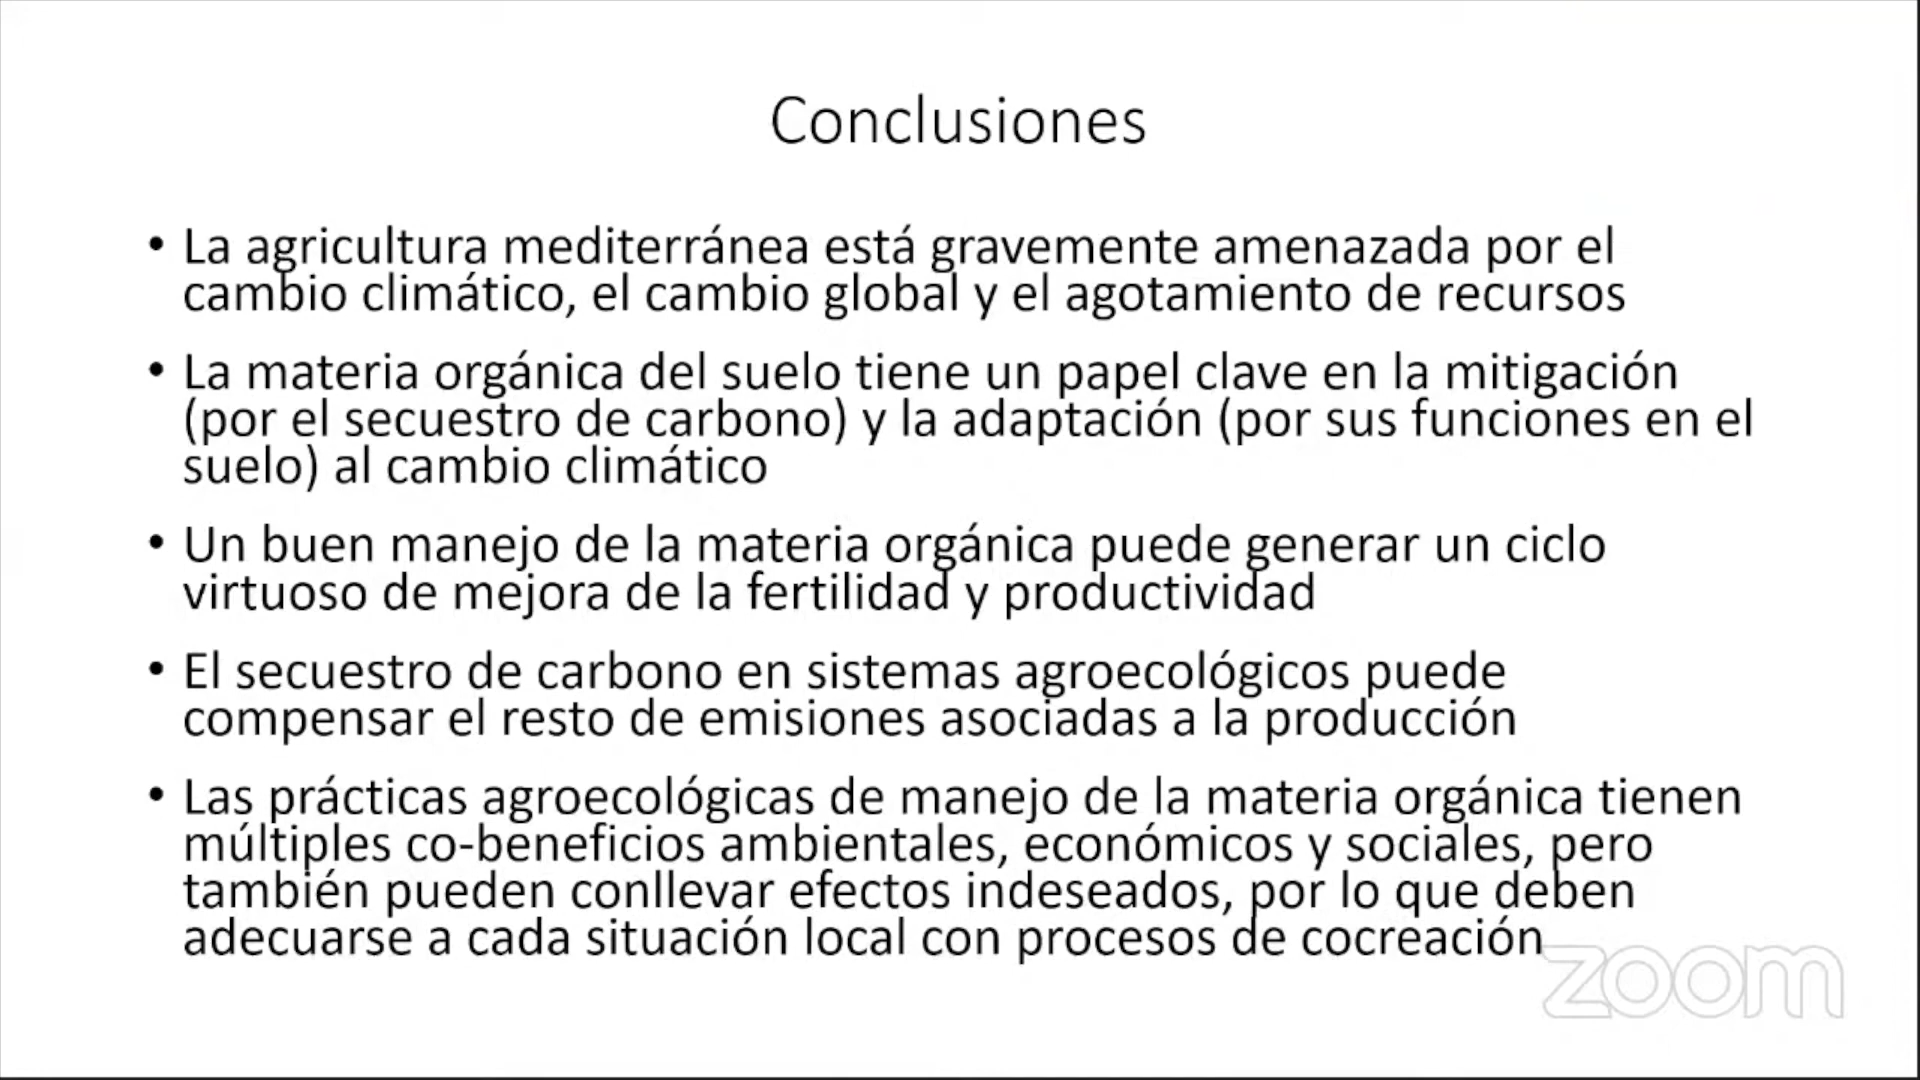 Conclusiones
• La agricultura mediterránea está gravemente amenazada por el
cambio climático, el cambio global y el agotamiento de recursos
• La materia orgánica del suelo tiene un papel clave en la mitigación
(por el secuestro de carbono) y la adaptación (por sus funciones en el
suelo) al cambio climático
• Un buen manejo de la materia orgánica puede generar un ciclo
virtuoso de mejora de la fertilidad y productividad
• El secuestro de carbono en sistemas agroecológicos puede
compensar el resto de emisiones asociadas a la producción
• Las prácticas agroecológicas de manejo de la materia orgánica tienen
múltiples co-beneficios ambientales, económicos y sociales, pero
también pueden conllevar efectos indeseados, por lo que deben
adecuarse a cada situación local con procesos de cocreación
zoom